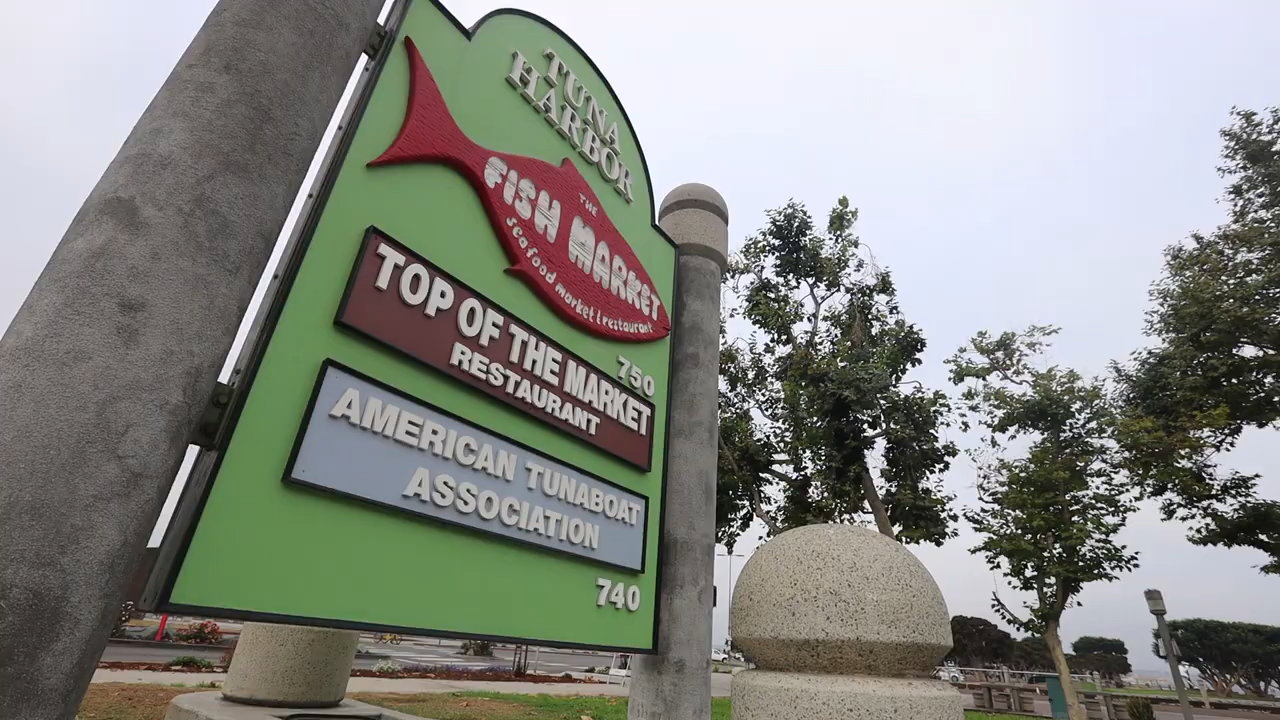 TUNA
HARBOR
THE
FISH MARKET
seafood market & restaurant
750
TOP OF THE MARKET
RESTAURANT
AMERICAN TUNABOAT
ASSOCIATION
740